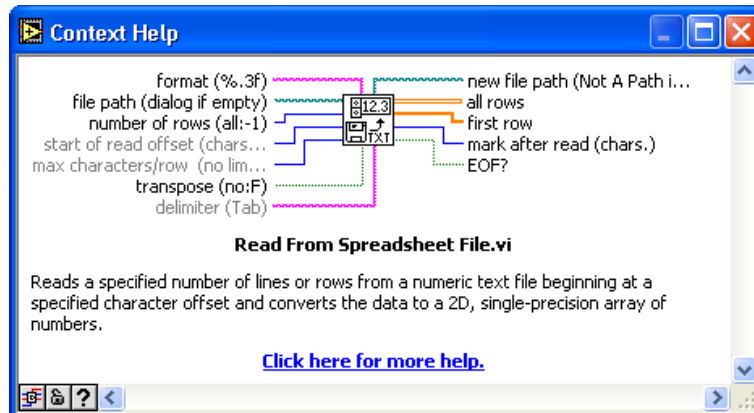 Context Help
format (%.3f)
file path (dialog if empty)
number of rows (all:-1)
start of read offset (chars...
max characters/row (no lim...
transpose (no:F)
delimiter (Tab)
12.3
TXT
new file path (Not A Path i...
all rows
first row
mark after read (chars.)
EOF?
Read From Spreadsheet File.vi
Reads a specified number of lines or rows from a numeric text file beginning at a
specified character offset and converts the data to a 2D, single-precision array of
numbers.
Click here for more help.
?